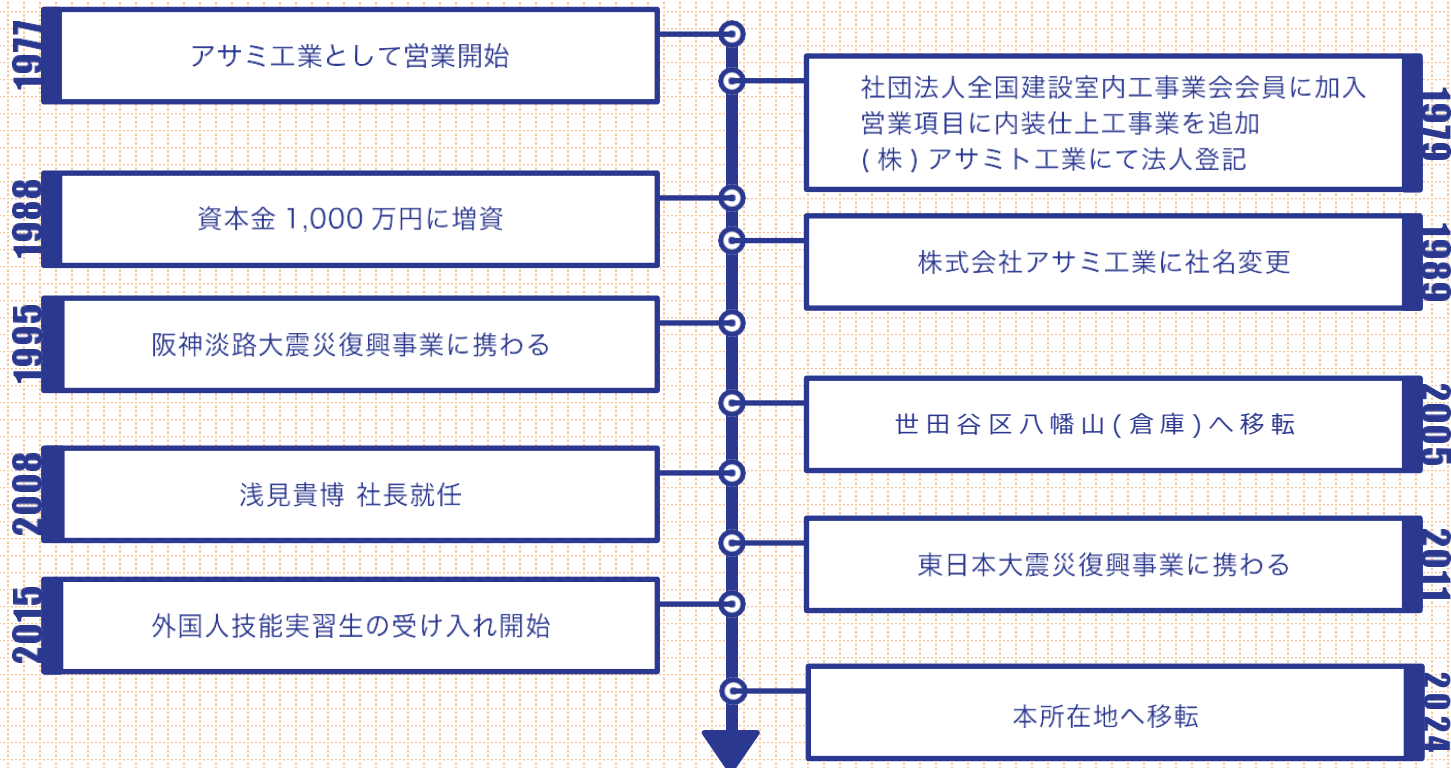 1977
アサミ工業として営業開始
1979
社団法人全国建設室内工事業会会員に加入
営業項目に内装仕上工事業を追加
(株)アサミト工業にて法人登記
1988
資本金 1,000 万円に増資
1989
株式会社アサミ工業に社名変更
1995
阪神淡路大震災復興事業に携わる
2005
世田谷区八幡山(倉庫)へ移転
2008
浅見貴博 社長就任
2011
東日本大震災復興事業に携わる
2015
外国人技能実習生の受け入れ開始
2024
本所在地へ移転